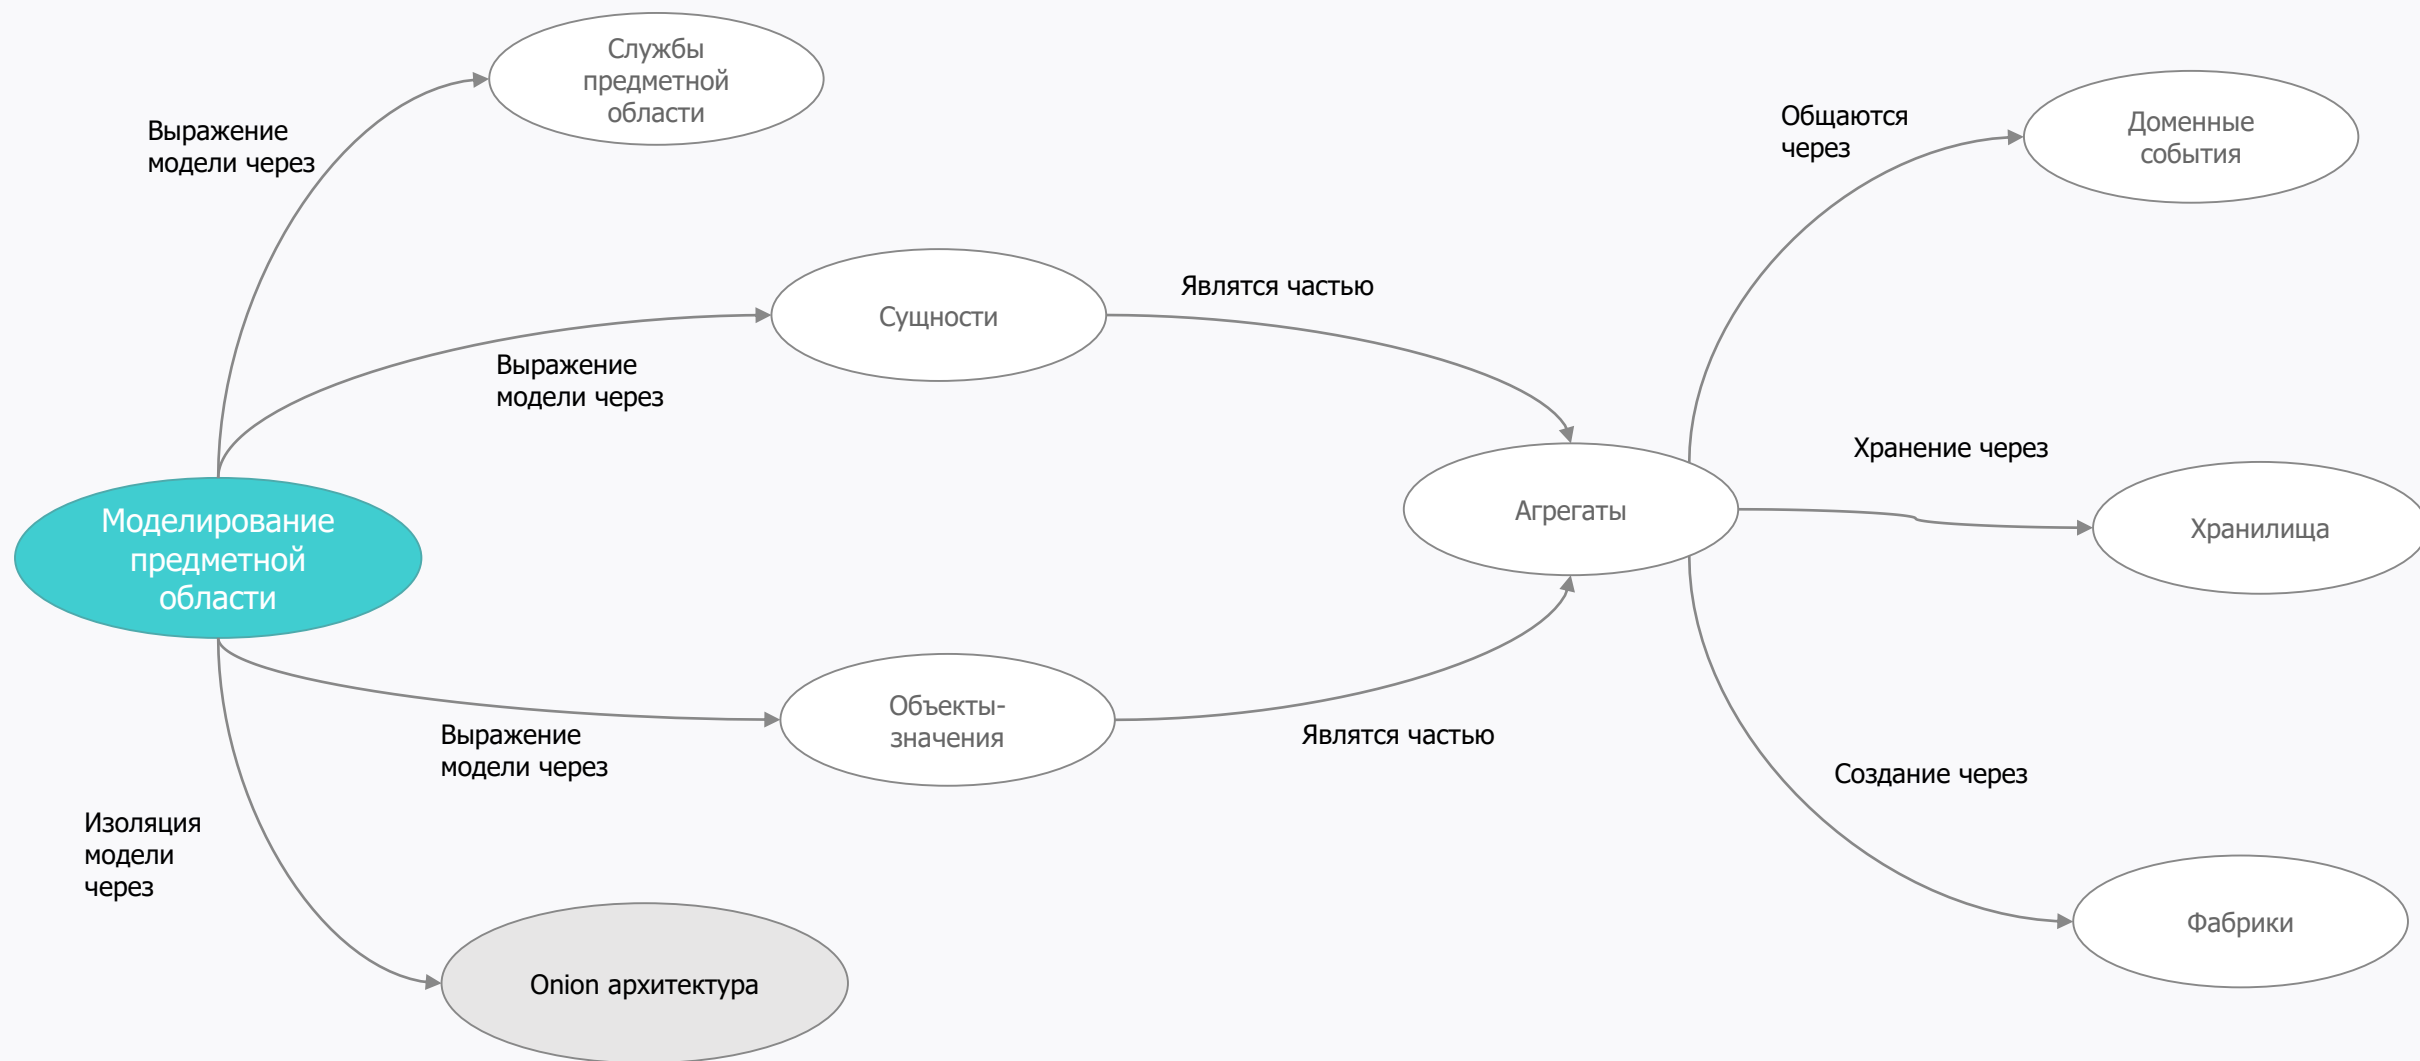 Службы
предметной
области
Выражение
модели через
Общаются
через
Доменные
события
Сущности
Являтся частью
Выражение
модели через
Хранение через
Агрегаты
Хранилища
Моделирование
предметной
области
Объекты-
значения
Выражение
модели через
Являтся частью
Создание через
Изоляция
модели
через
Фабрики
Onion архитектура